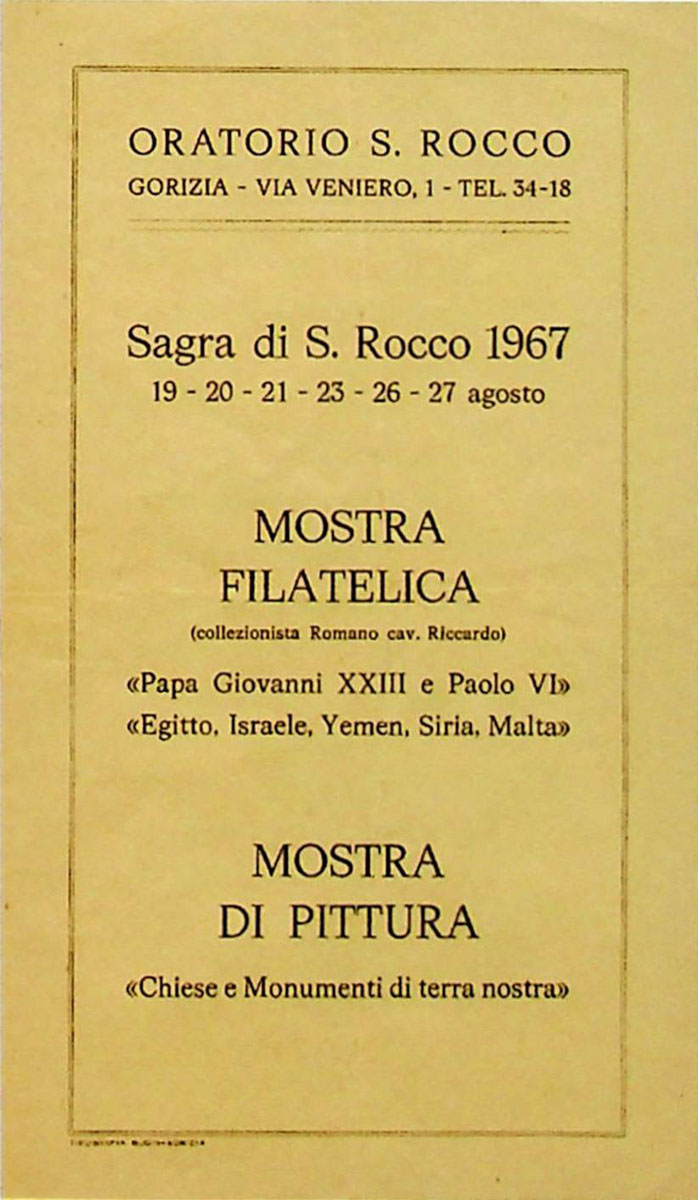 ORATORIO S. ROCCO
GORIZIA - VIA VENIERO, 1 - TEL. 34-18
Sagra di S. Rocco 1967
19 - 20 - 21 - 23 - 26 - 27 agosto
MOSTRA
FILATELICA
(collezionista Romano cav. Riccardo)
«Papa Giovanni XXIII e Paolo VI»
«Egitto, Israele, Yemen, Siria, Malta»
MOSTRA
DI PITTURA
«Chiese e Monumenti di terra nostra»